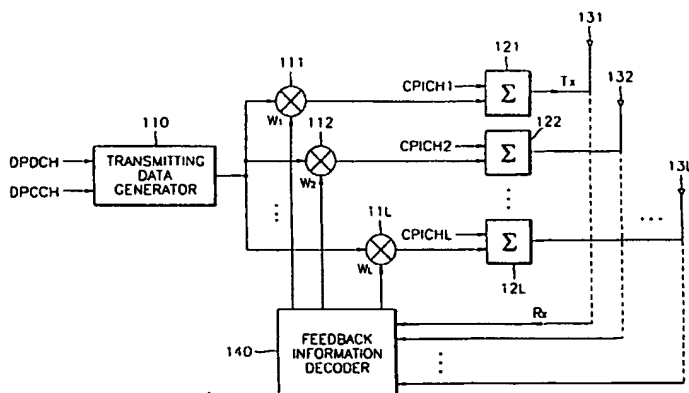 131
121
111
132
CPICH1
Σ
Tx
W1
112
110
122
CPICH2
Σ
DPDCH
TRANSMITTING
DATA
GENERATOR
DPCCH
W2
11L
13L
CPICHL
Σ
WL
12L
Rx
140
FEEDBACK
INFORMATION
DECODER